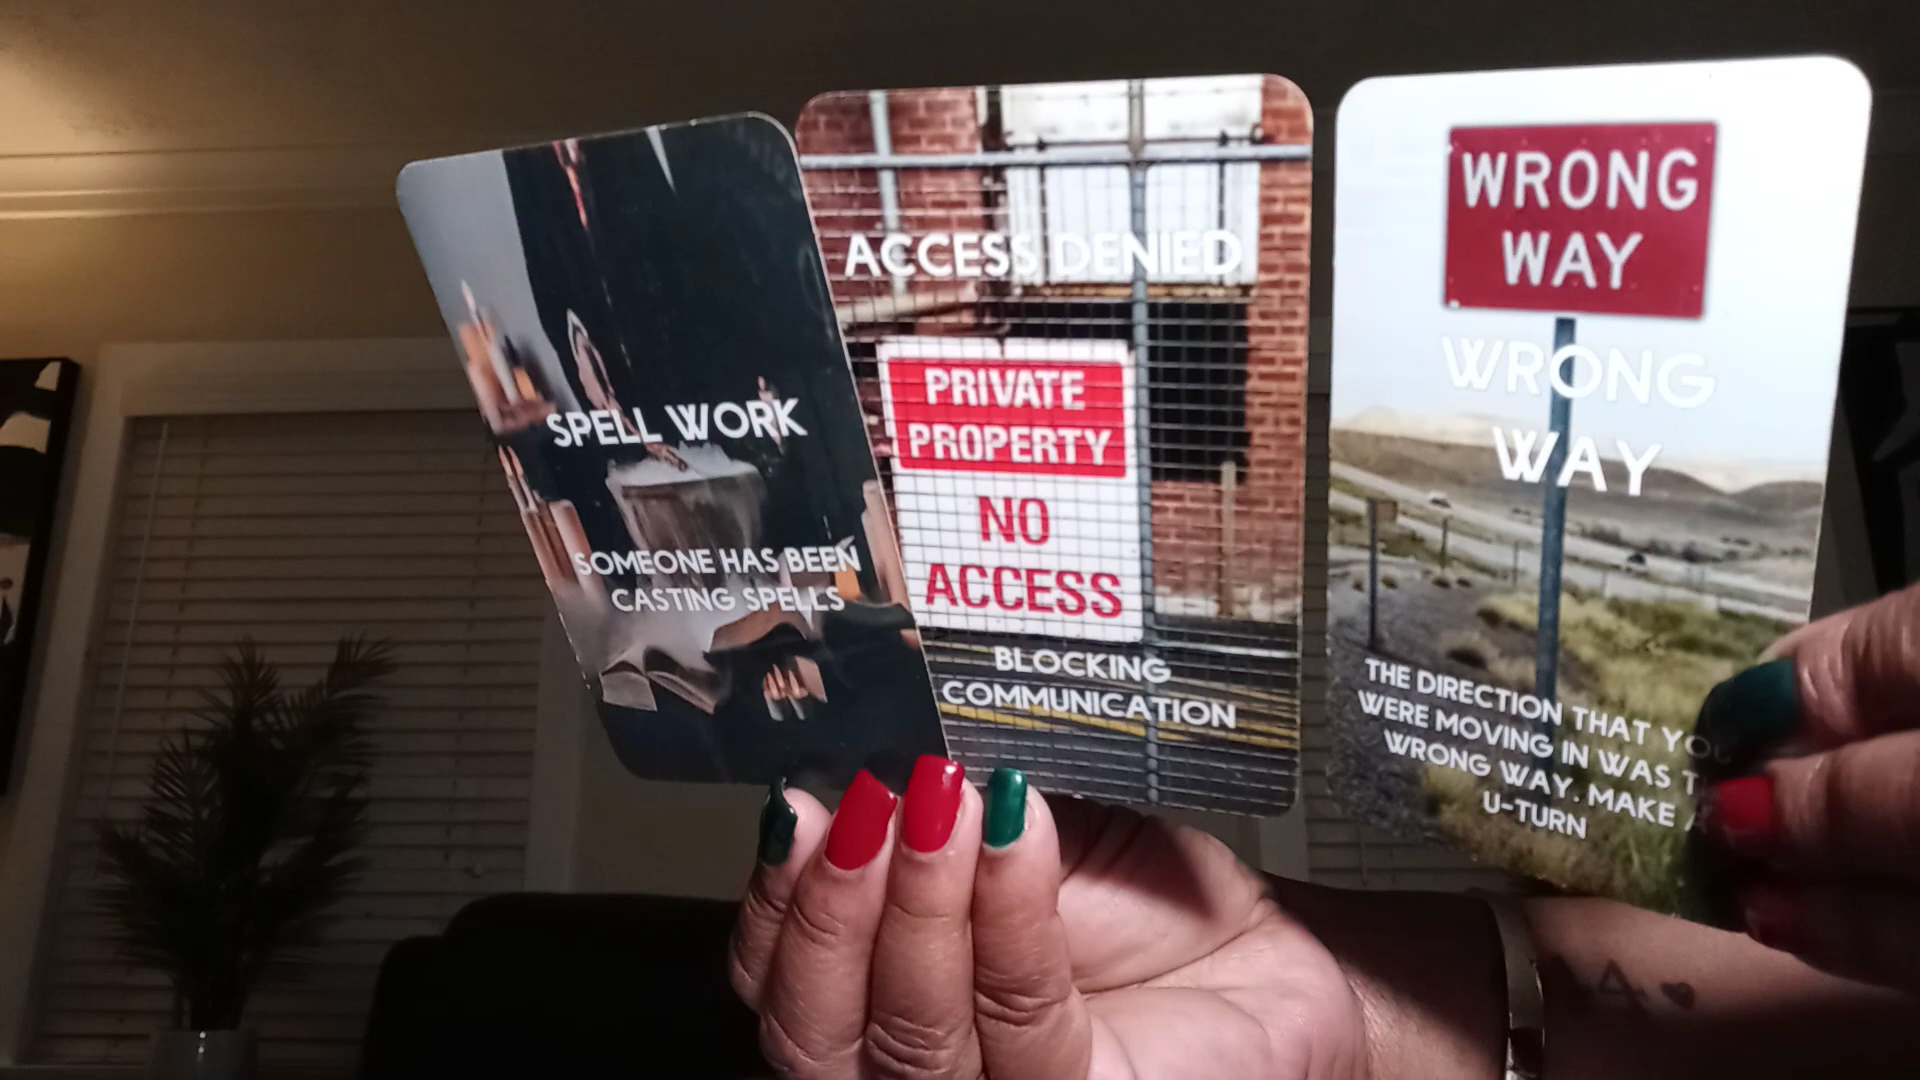 SPELL WORK
SOMEONE HAS BEEN
CASTING SPELLS
ACCESS DENIED
PRIVATE
PROPERTY
NO
ACCESS
BLOCKING
COMMUNICATION
WRONG
WAY
WRONG
WAY
THE DIRECTION THAT YOU
WERE MOVING IN WAS
WRONG WAY. MAKE A
U-TURN